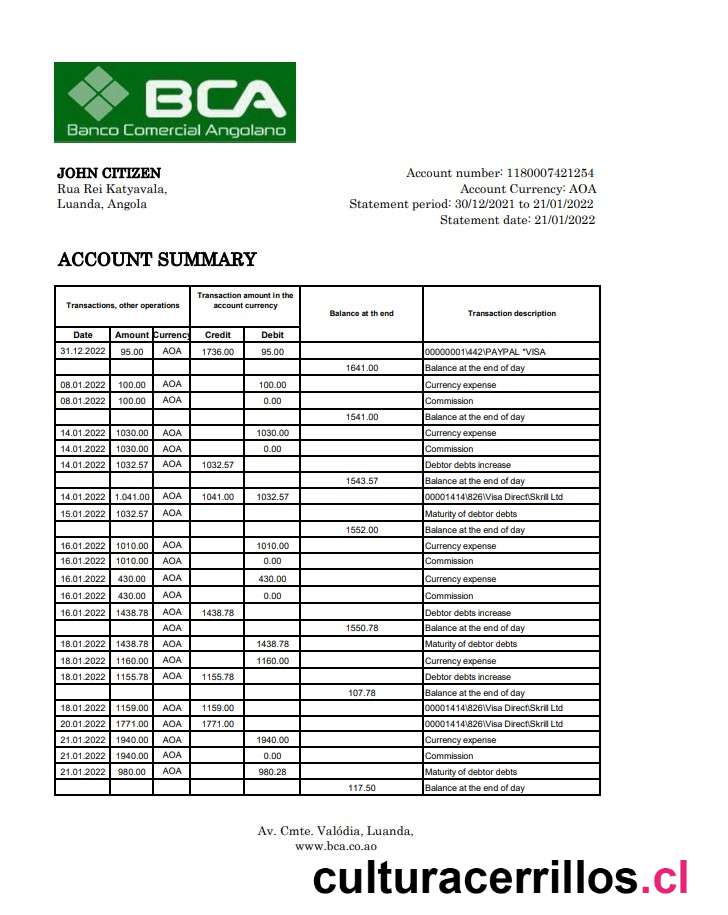 BCA
Banco Comercial Angolano
JOHN CITIZEN
Rua Rei Katyavala,
Luanda, Angola
Account number: 1180007421254
Account Currency: AOA
Statement period: 30/12/2021 to 21/01/2022
Statement date: 21/01/2022
ACCOUNT SUMMARY
Transactions, other operations
Transaction amount in the
account currency
Balance at th end
Transaction description
Date Amount Currency Credit Debit
31.12.2022 95.00 AOA 1736.00 95.00 00000001\442\PAYPAL "VISA
1641.00 Balance at the end of day
08.01.2022 100.00 AOA 100.00 Currency expense
08.01.2022 100.00 AOA 0.00 Commission
1541.00 Balance at the end of day
14.01.2022 1030.00 AOA 1030.00 Currency expense
14.01.2022 1030.00 AOA 0.00 Commission
14.01.2022 1032.57 AOA 1032.57 Debtor debts increase
1543.57 Balance at the end of day
14.01.2022 1.041.00 AOA 1041.00 1032.57 00001414\826\Visa Direct\Skrill Ltd
15.01.2022 1032.57 AOA Maturity of debtor debts
1552.00 Balance at the end of day
16.01.2022 1010.00 AOA 1010.00 Currency expense
16.01.2022 1010.00 AOA 0.00 Commission
16.01.2022 430.00 AOA 430.00 Currency expense
16.01.2022 430.00 AOA 0.00 Commission
16.01.2022 1438.78 AOA 1438.78 Debtor debts increase
AOA 1550.78 Balance at the end of day
18.01.2022 1438.78 AOA 1438.78 Maturity of debtor debts
18.01.2022 1160.00 AOA 1160.00 Currency expense
18.01.2022 1155.78 AOA 1155.78 Debtor debts increase
107.78 Balance at the end of day
18.01.2022 1159.00 AOA 1159.00 00001414\826\Visa Direct\Skrill Ltd
20.01.2022 1771.00 AOA 1771.00 00001414\826\Visa Direct\Skrill Ltd
21.01.2022 1940.00 AOA 1940.00 Currency expense
21.01.2022 1940.00 AOA 0.00 Commission
21.01.2022 980.00 AOA 980.28 Maturity of debtor debts
117.50 Balance at the end of day
Av. Cmte. Valódia, Luanda,
www.bca.co.ao
culturacerrillos.cl